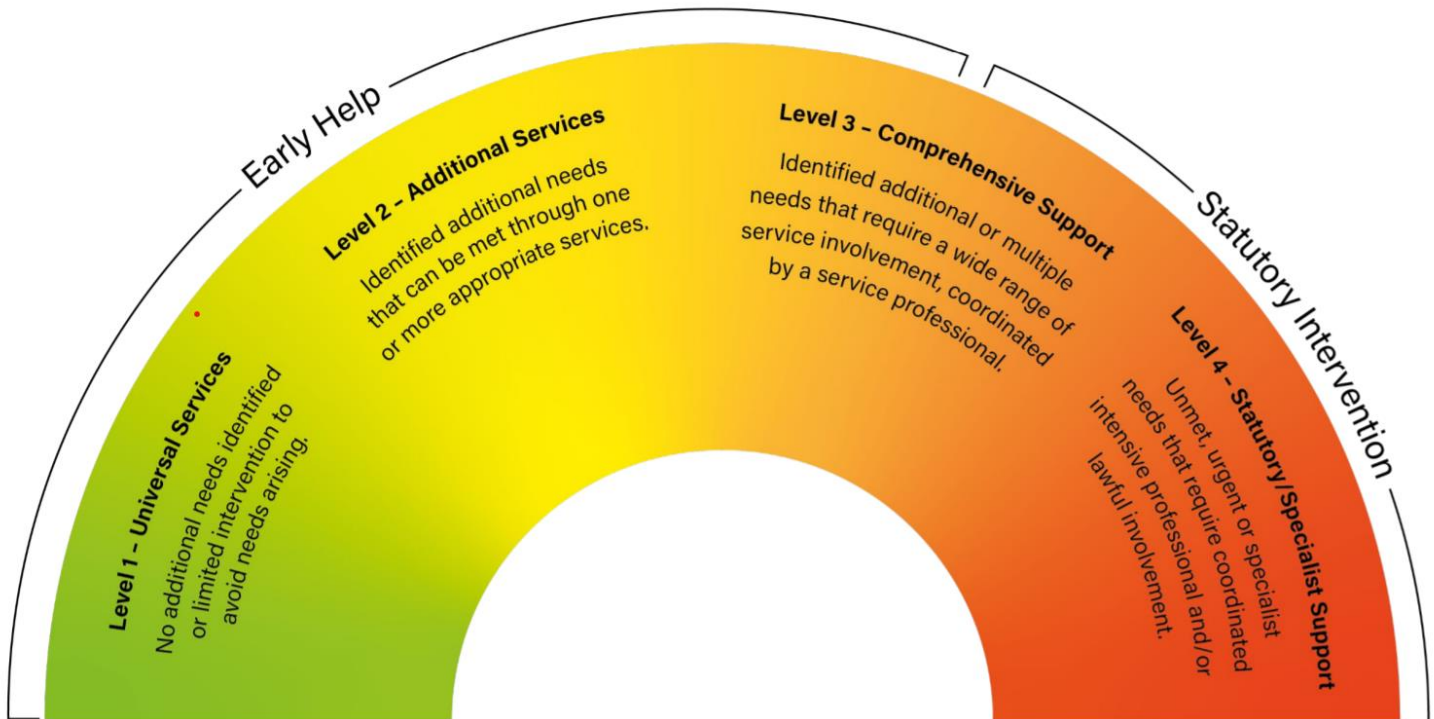 Early Help
Statutory Intervention
Level 1 – Universal Services
No additional needs identified
or limited intervention to
avoid needs arising.
Level 2 – Additional Services
Identified additional needs
that can be met through one
or more appropriate services.
Level 3 – Comprehensive Support
Identified additional or multiple
needs that require a wide range of
service involvement, coordinated
by a service professional.
Level 4 – Statutory/Specialist Support
Unmet, urgent or specialist
needs that require coordinated
intensive professional and/or
lawful involvement.